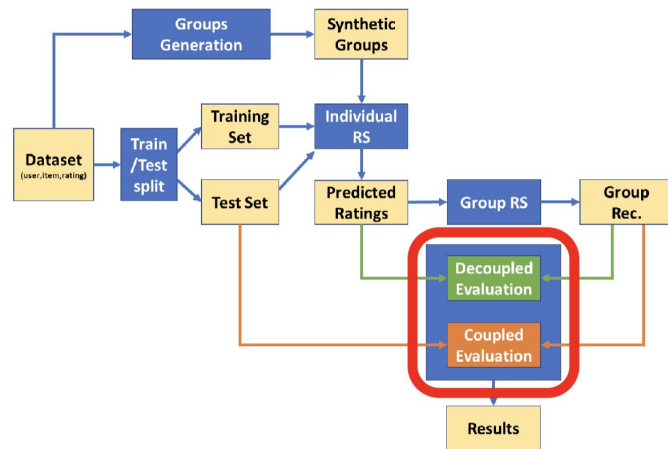 Groups
Generation
Synthetic
Groups
Dataset
(user,item,rating)
Train
/Test
split
Training
Set
Test Set
Individual
RS
Predicted
Ratings
Group RS
Group
Rec.
Decoupled
Evaluation
Coupled
Evaluation
Results